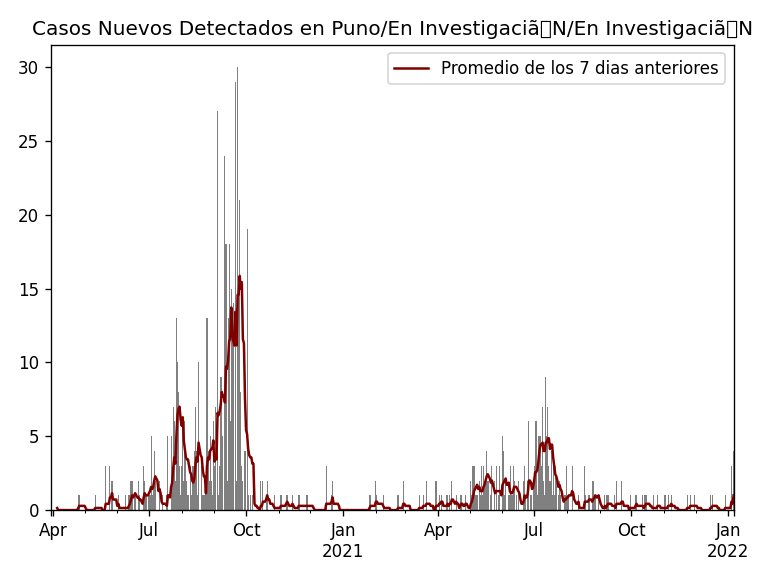 Casos Nuevos Detectados en Puno/En Investigaciã▯N/En Investigaciã▯N
Promedio de los 7 dias anteriores
30
25
20
15
10
5
0
Apr Jul Oct Jan Apr Jul Oct Jan
2021 2022